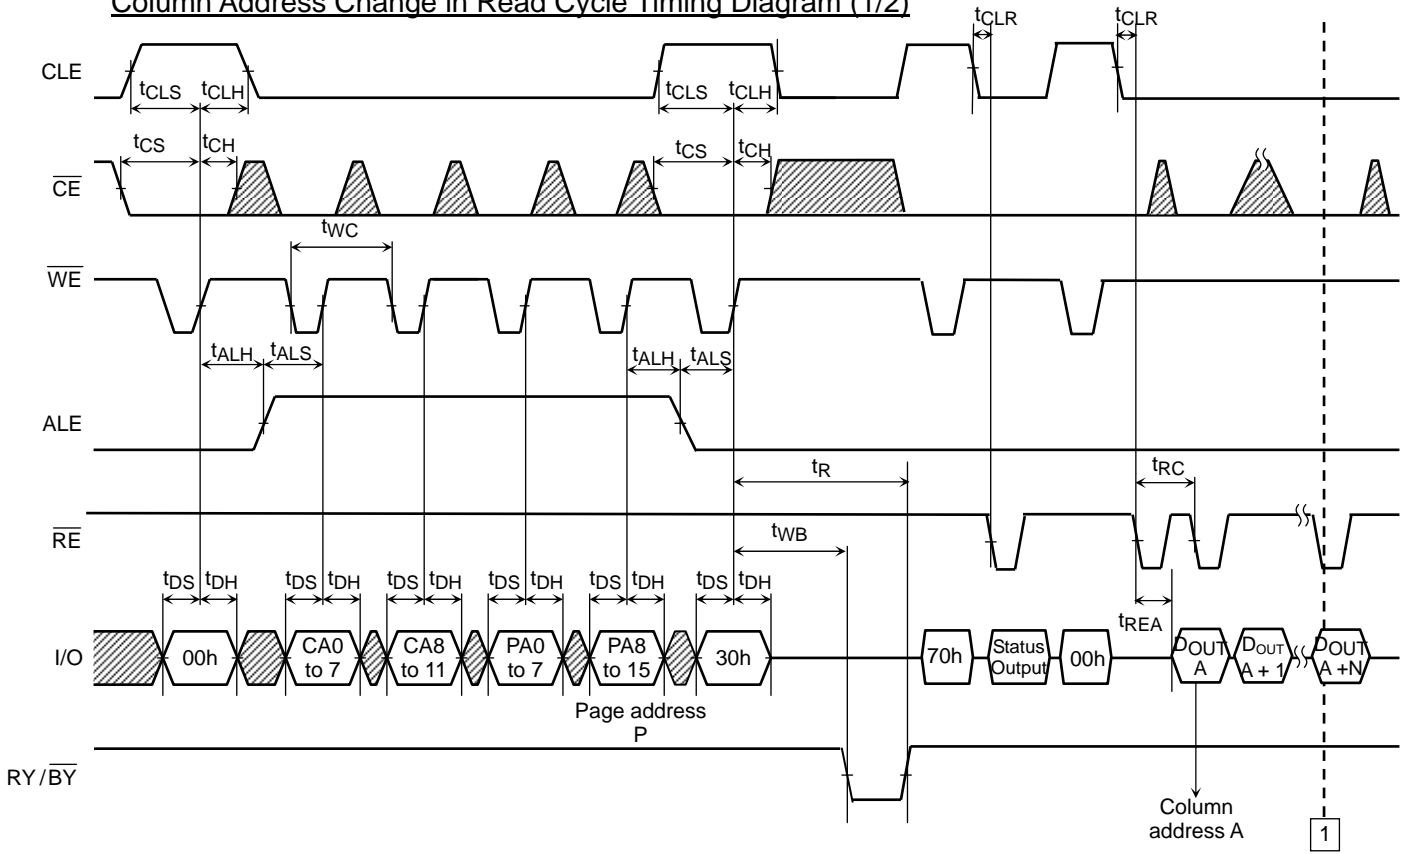 Column Address Change in Read Cycle Timing Diagram (1/2)
tCLR tCLR
CLE
tCLS tCLH tCLS tCLH
tCS tCH tCS tCH
CE
tWC
WE
tALH tALS tALH tALS
ALE
tR tRC
RE
tWB
tDS tDH tDS tDH tDS tDH tDS tDH tDS tDH tDS tDH
tREA
I/O
00h
CA0
to 7
CA8
to 11
PA0
to 7
PA8
to 15
30h
70h
Status
Output
00h
DOUT
A
DOUT
A + 1
DOUT
A +N
Page address
P
RY/BY
Column
address A
1